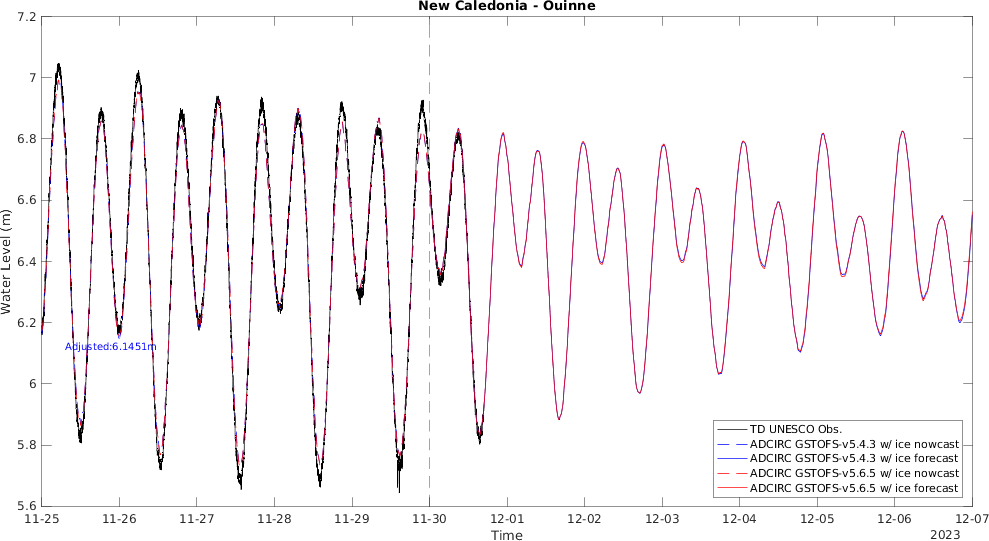 New Caledonia - Ouinne
7.2
7
6.8
6.6
6.4
6.2
6
5.8
5.6
Water Level (m)
Adjusted:6.1451m
TD UNESCO Obs.
ADCIRC GSTOFS-v5.4.3 w/ ice nowcast
ADCIRC GSTOFS-v5.4.3 w/ ice forecast
ADCIRC GSTOFS-v5.6.5 w/ ice nowcast
ADCIRC GSTOFS-v5.6.5 w/ ice forecast
11-25 11-26 11-27 11-28 11-29 11-30 12-01 12-02 12-03 12-04 12-05 12-06 12-07
Time
2023